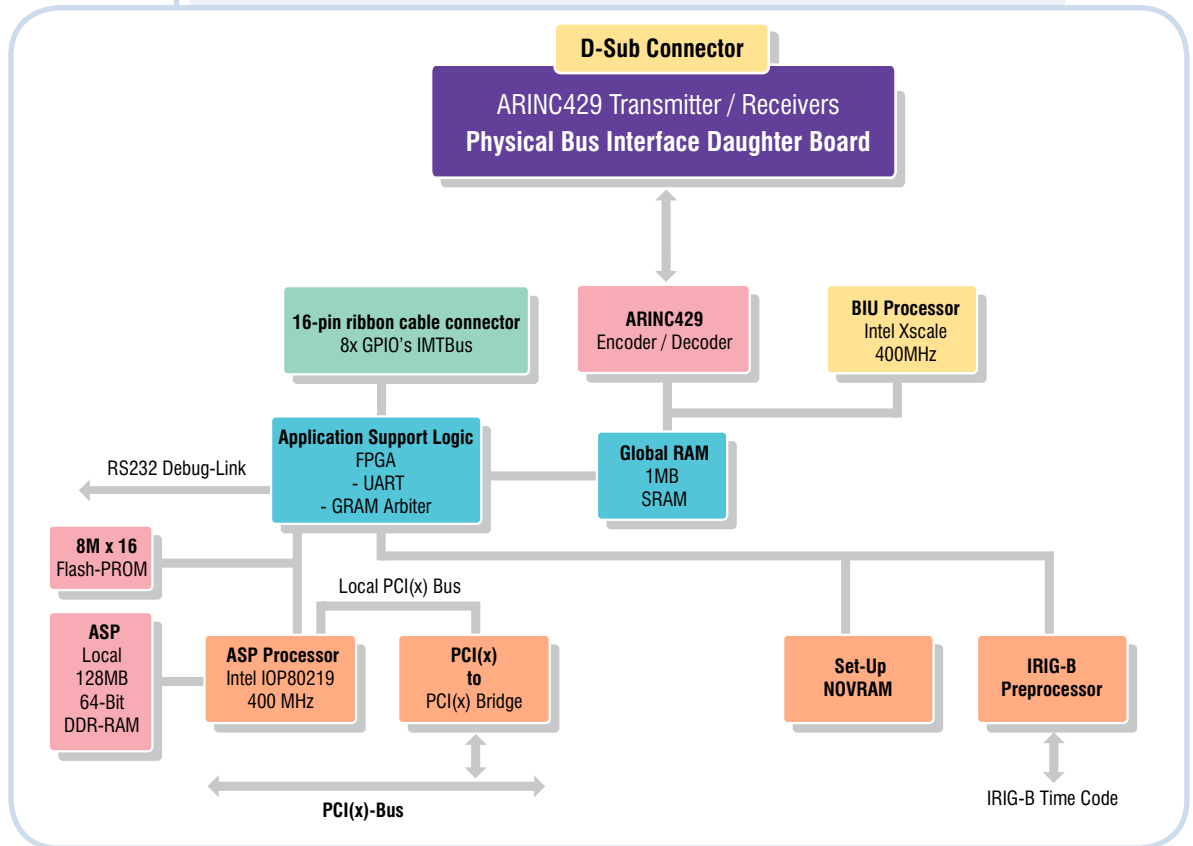 D-Sub Connector
ARINC429 Transmitter / Receivers
Physical Bus Interface Daughter Board
16-pin ribbon cable connector
8x GPIO's IMTBus
ARINC429
Encoder / Decoder
BIU Processor
Intel Xscale
400MHz
Application Support Logic
FPGA
- UART
- GRAM Arbiter
Global RAM
1MB
SRAM
RS232 Debug-Link
8M x 16
Flash-PROM
Local PCI(x) Bus
ASP
Local
128MB
64-Bit
DDR-RAM
ASP Processor
Intel IOP80219
400 MHz
PCI(x)
to
PCI(x) Bridge
Set-Up
NOVRAM
IRIG-B
Preprocessor
PCI(x)-Bus
IRIG-B Time Code